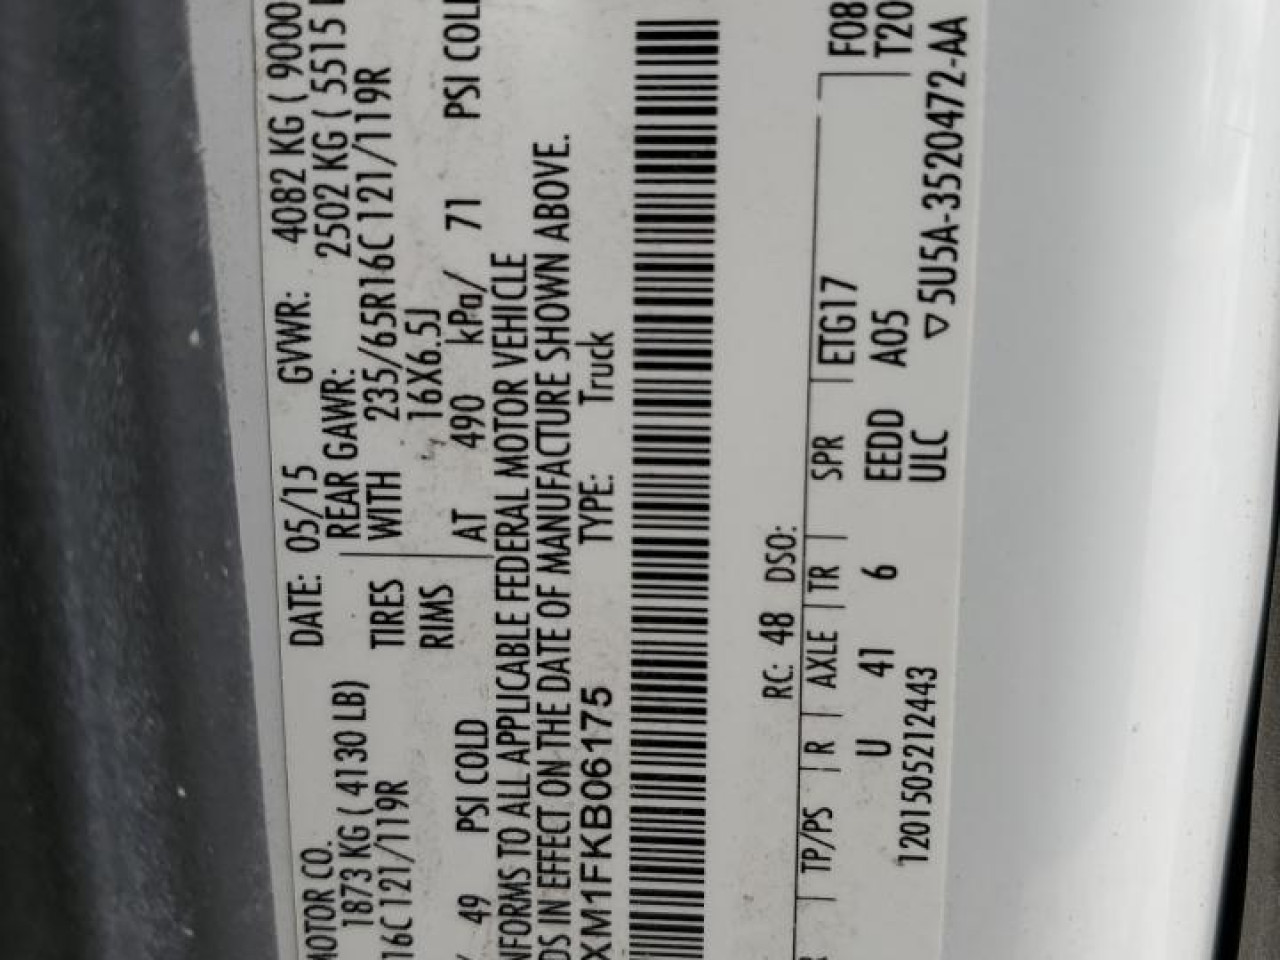 MOTOR CO. DATE: 05/15 GVWR: 4082 KG ( 9000
1873 KG ( 4130 LB) REAR GAWR: 2502 KG ( 5515
16C 121/119R TIRES WITH 235/65R16C 121/119R
RIMS 16X6.5J
49 PSI COLD AT 490 kPa/ 71 PSI COLD
NFORMS TO ALL APPLICABLE FEDERAL MOTOR VEHICLE
DS IN EFFECT ON THE DATE OF MANUFACTURE SHOWN ABOVE.
XM1FKB06175 TYPE: Truck
RC: 48 DSO:
TP/PS R AXLE TR SPR ETG17 F08
U 41 6 EEDD A05 T20
1201505212443 ULC ▽5U5A-3520472-AA